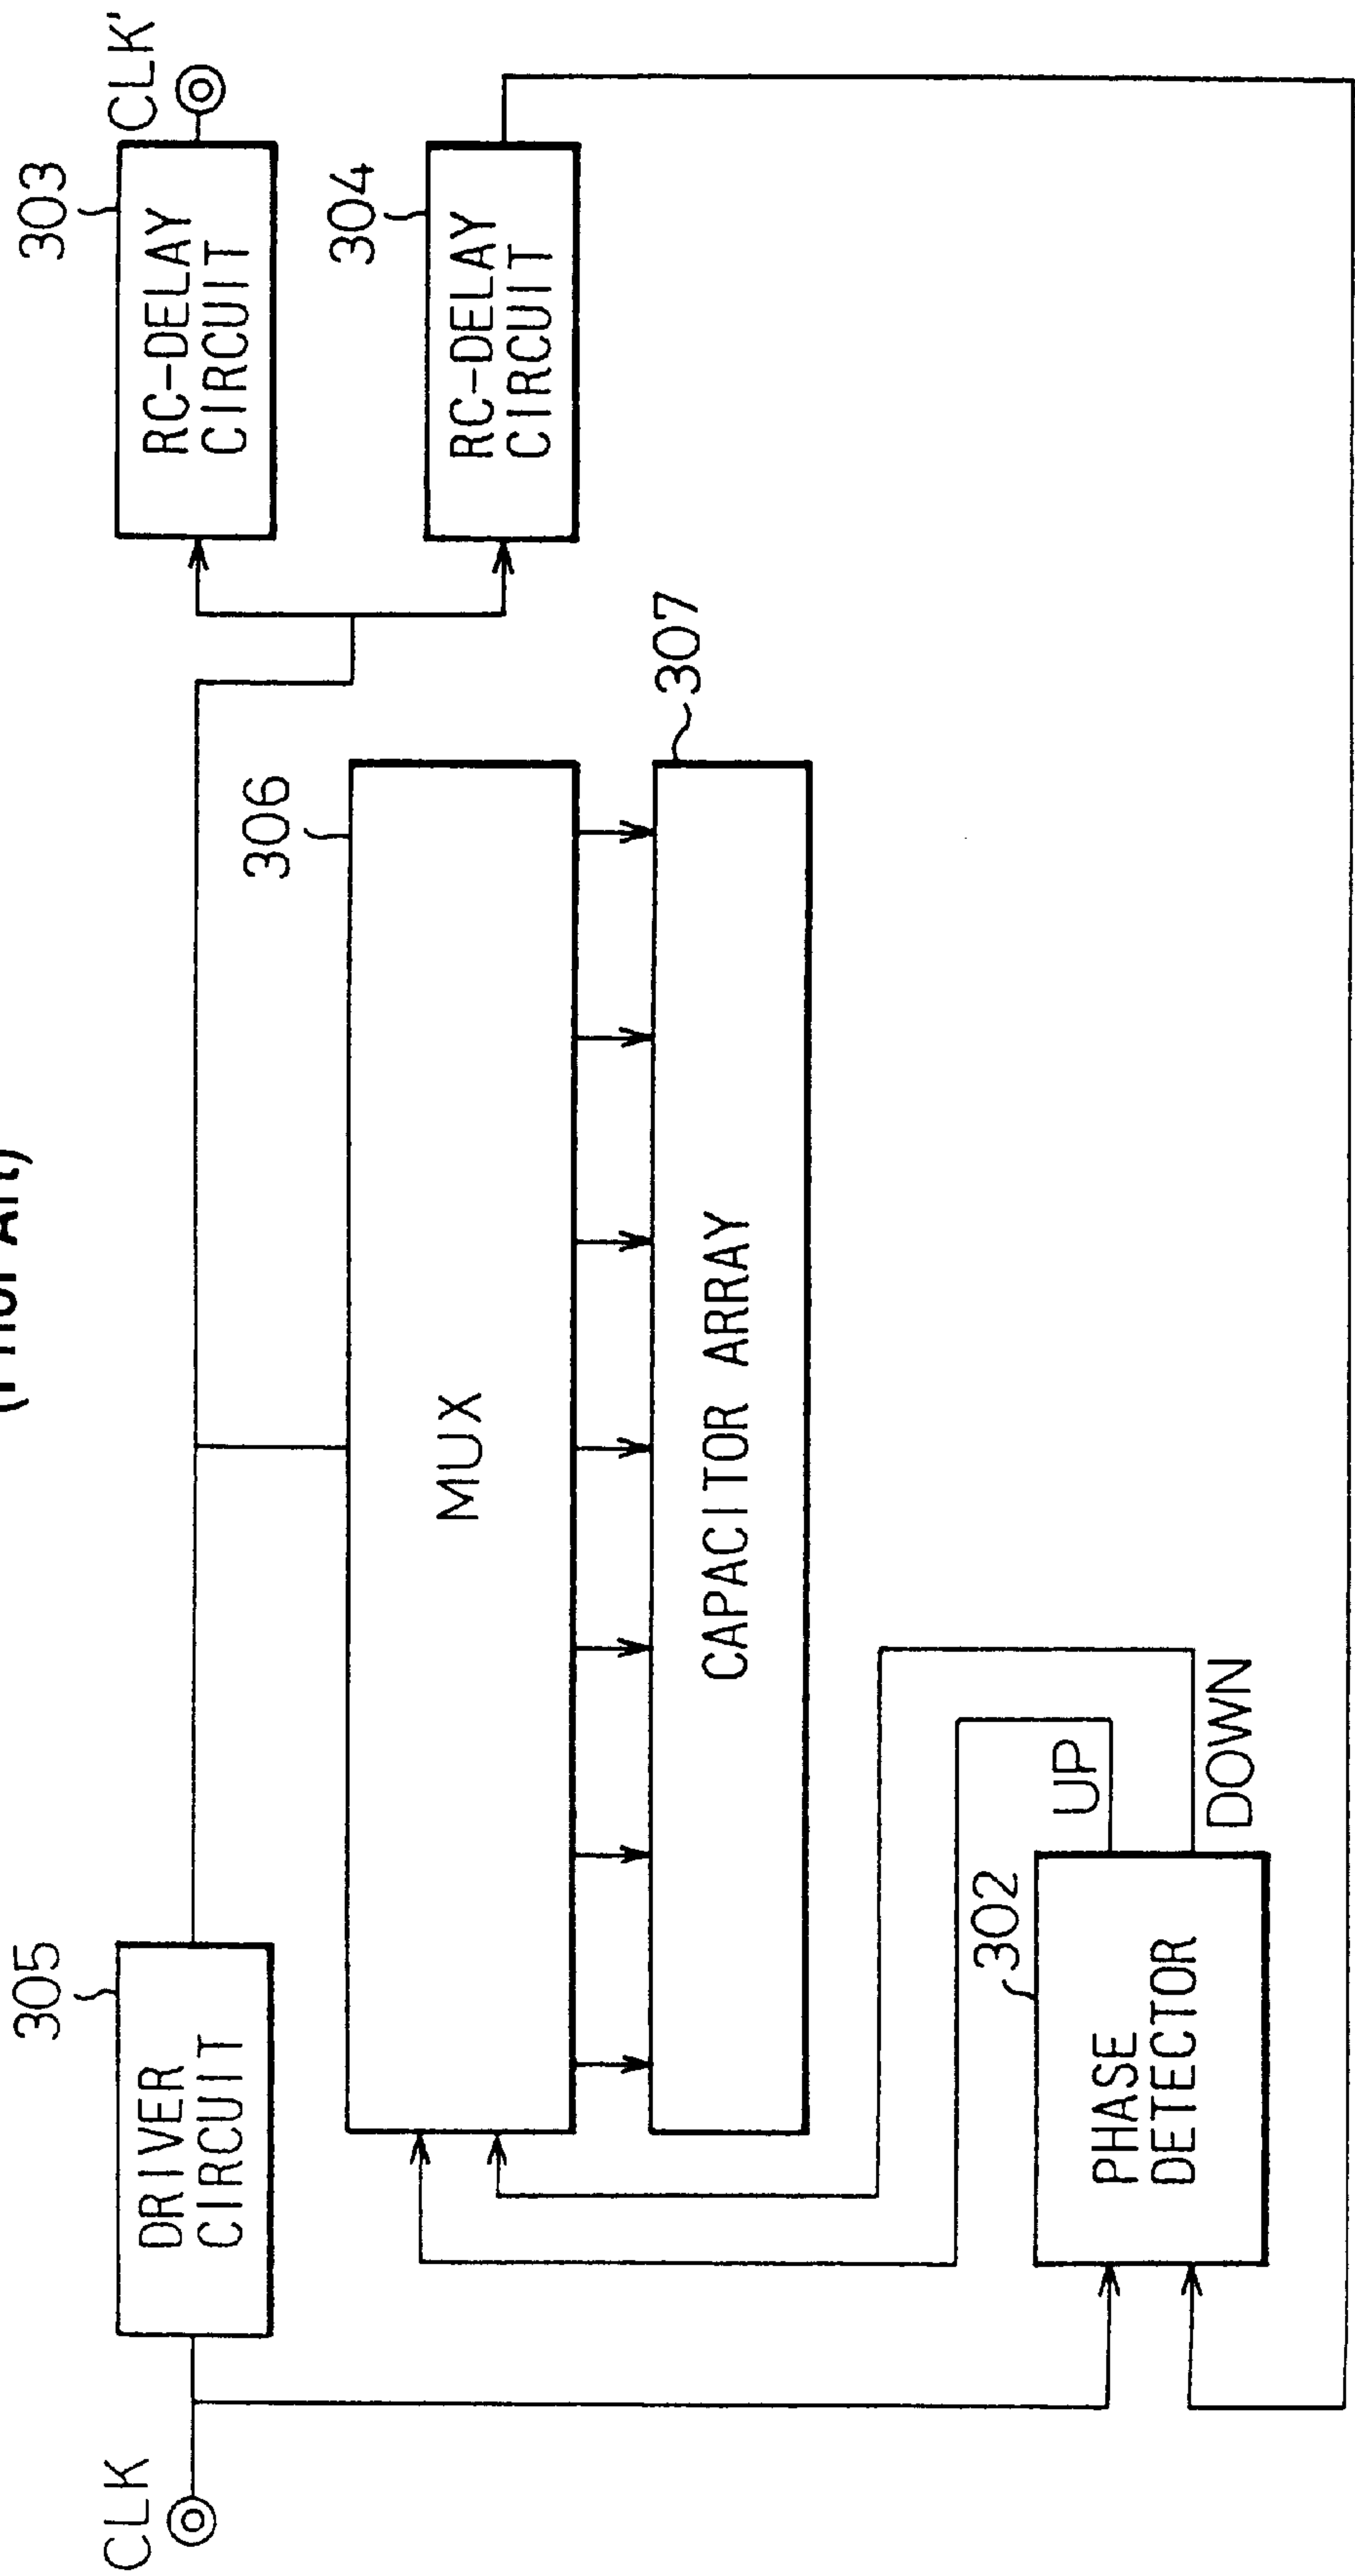 (Prior Art)
CLK
305
DRIVER
CIRCUIT
303
RC-DELAY
CIRCUIT
CLK'
304
RC-DELAY
CIRCUIT
306
MUX
307
CAPACITOR ARRAY
302
PHASE
DETECTOR
UP
DOWN